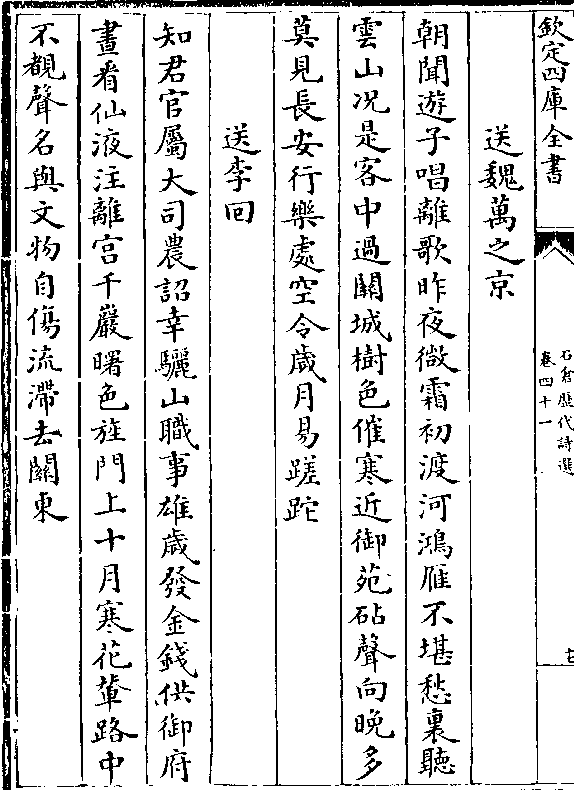 欽定四庫全書
石倉歷代詩選
卷四十一
十七
送魏萬之京
朝聞遊子唱離歌昨夜微霜初渡河鴻雁不堪愁裏聽
雲山况是客中過關城樹色催寒近御苑砧聲向晚多
莫見長安行樂處空令歲月易蹉跎
送李回
知君官屬大司農詔幸驪山職事雄歲發金錢供御府
晝看仙液注離宮千巖曙色旌門上十月寒花輦路中
不覩聲名與文物自傷流滯去關東